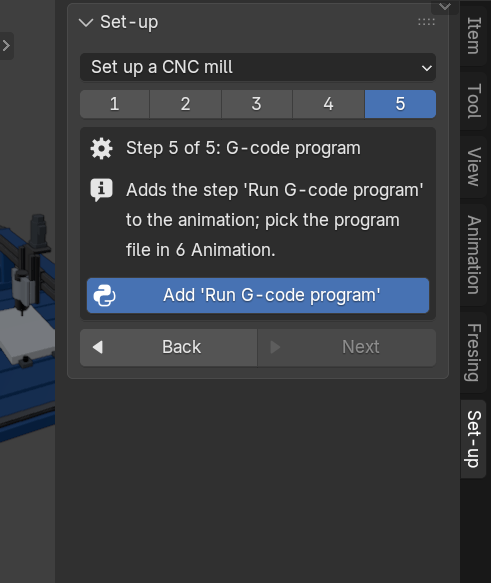 Set-up
Set up a CNC mill
1 2 3 4 5
Step 5 of 5: G-code program
Adds the step 'Run G-code program'
to the animation; pick the program
file in 6 Animation.
Add 'Run G-code program'
Back Next
Item
Tool
View
Animation
Fresing
Set-up